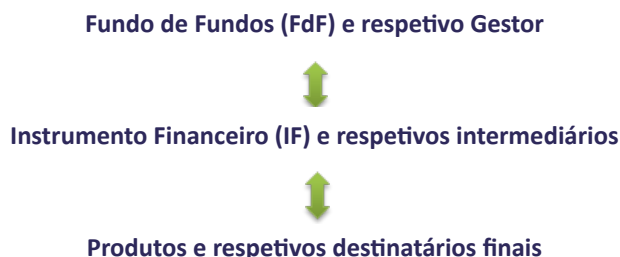 Fundo de Fundos (FdF) e respetivo Gestor
Instrumento Financeiro (IF) e respetivos intermediários
Produtos e respetivos destinatários finais